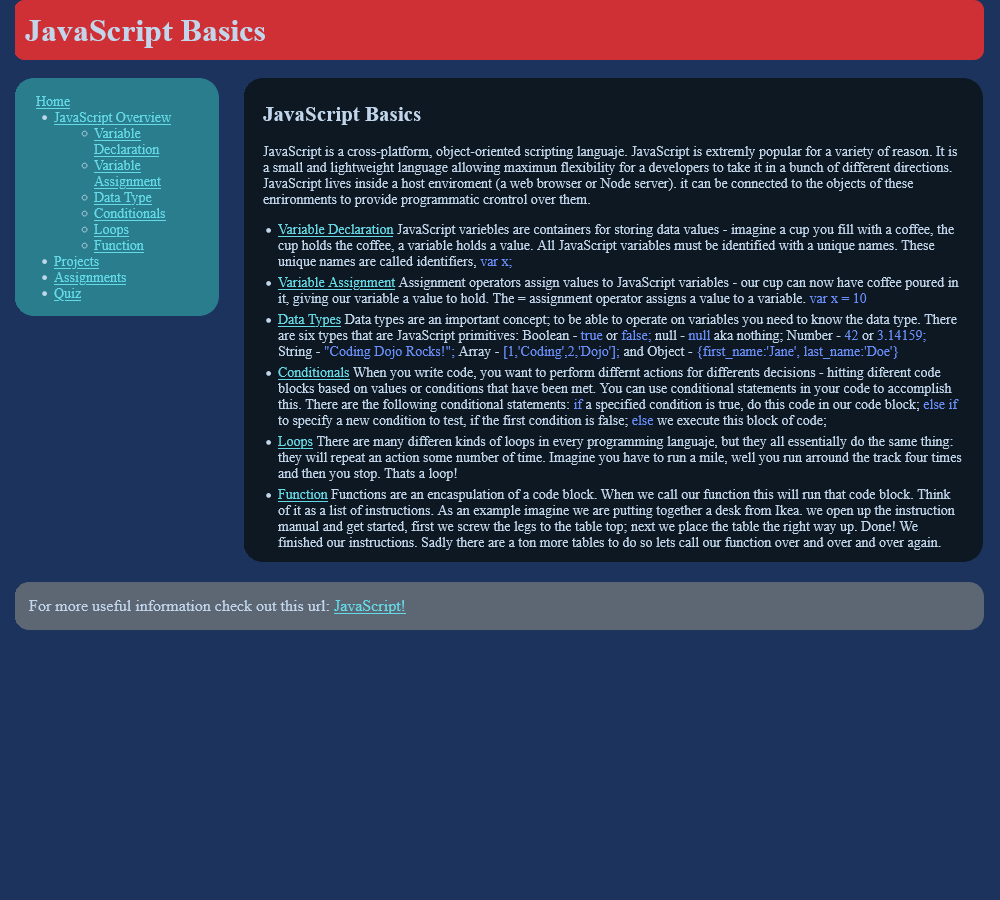 JavaScript Basics
Home
JavaScript Overview
Variable
Declaration
Variable
Assignment
Data Type
Conditionals
Loops
Function
Projects
Assignments
Quiz
JavaScript Basics
JavaScript is a cross-platform, object-oriented scripting languaje. JavaScript is extremly popular for a variety of reason. It is
a small and lightweight language allowing maximun flexibility for a developers to take it in a bunch of different directions.
JavaScript lives inside a host enviroment (a web browser or Node server). it can be connected to the objects of these
enrironments to provide programmatic crontrol over them.
Variable Declaration JavaScript variebles are containers for storing data values - imagine a cup you fill with a coffee, the
cup holds the coffee, a variable holds a value. All JavaScript variables must be identified with a unique names. These
unique names are called identifiers, var x;
Variable Assignment Assignment operators assign values to JavaScript variables - our cup can now have coffee poured in
it, giving our variable a value to hold. The = assignment operator assigns a value to a variable. var x = 10
Data Types Data types are an important concept; to be able to operate on variables you need to know the data type. There
are six types that are JavaScript primitives: Boolean - true or false; null - null aka nothing; Number - 42 or 3.14159;
String - "Coding Dojo Rocks!"; Array - [1,'Coding',2,'Dojo']; and Object - {first_name:'Jane', last_name:'Doe'}
Conditionals When you write code, you want to perform differnt actions for differents decisions - hitting diferent code
blocks based on values or conditions that have been met. You can use conditional statements in your code to accomplish
this. There are the following conditional statements: if a specified condition is true, do this code in our code block; else if
to specify a new condition to test, if the first condition is false; else we execute this block of code;
Loops There are many differen kinds of loops in every programming languaje, but they all essentially do the same thing:
they will repeat an action some number of time. Imagine you have to run a mile, well you run arround the track four times
and then you stop. Thats a loop!
Function Functions are an encaspulation of a code block. When we call our function this will run that code block. Think
of it as a list of instructions. As an example imagine we are putting together a desk from Ikea. we open up the instruction
manual and get started, first we screw the legs to the table top; next we place the table the right way up. Done! We
finished our instructions. Sadly there are a ton more tables to do so lets call our function over and over and over again.
For more useful information check out this url: JavaScript!